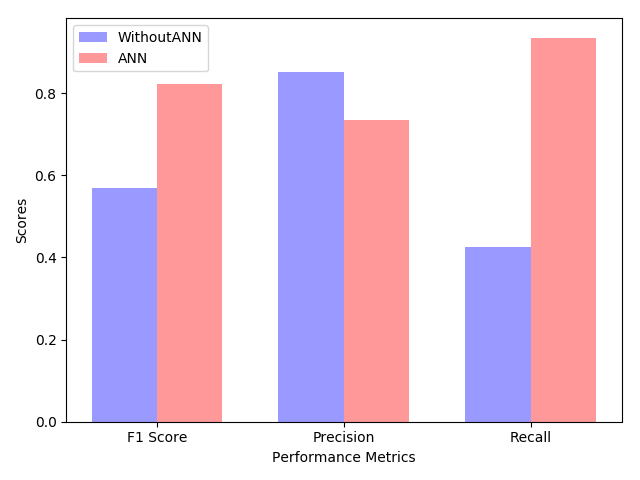 WithoutANN
ANN
Scores
0.8
0.6
0.4
0.2
0.0
F1 Score
Precision
Recall
Performance Metrics